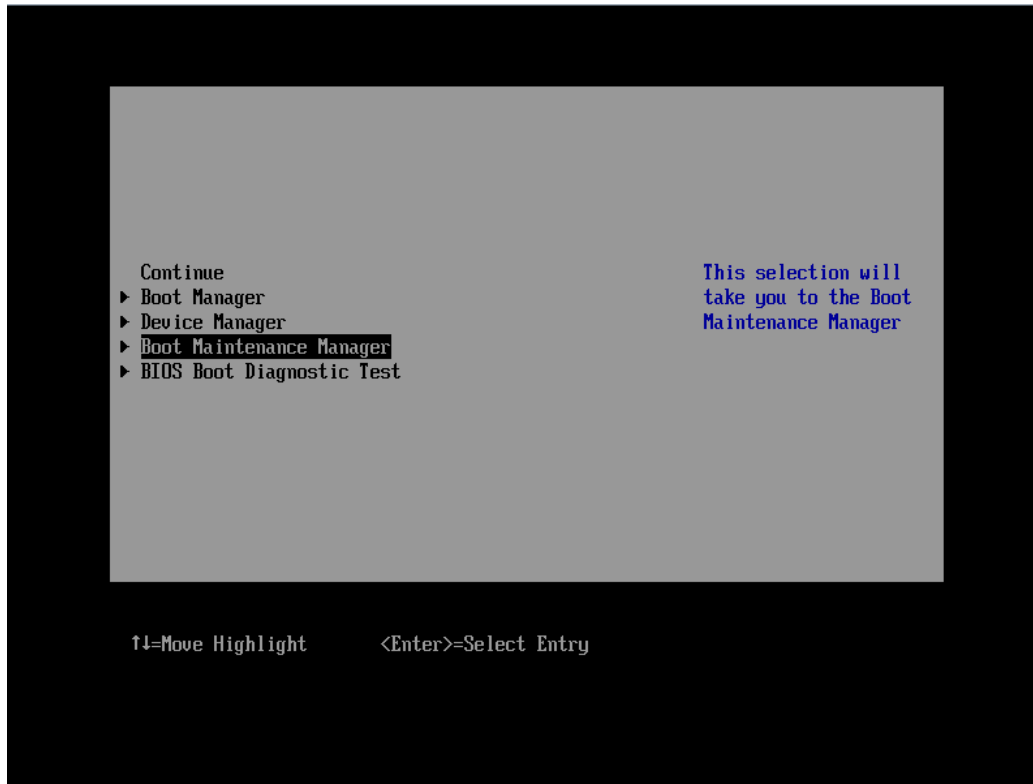 Continue
▶ Boot Manager
▶ Device Manager
▶ Boot Maintenance Manager
▶ BIOS Boot Diagnostic Test
This selection will
take you to the Boot
Maintenance Manager
↑↓=Move Highlight <Enter>=Select Entry